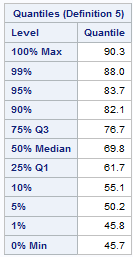 Quantiles (Definition 5)
Level Quantile
100% Max 90.3
99% 88.0
95% 83.7
90% 82.1
75% Q3 76.7
50% Median 69.8
25% Q1 61.7
10% 55.1
5% 50.2
1% 45.8
0% Min 45.7